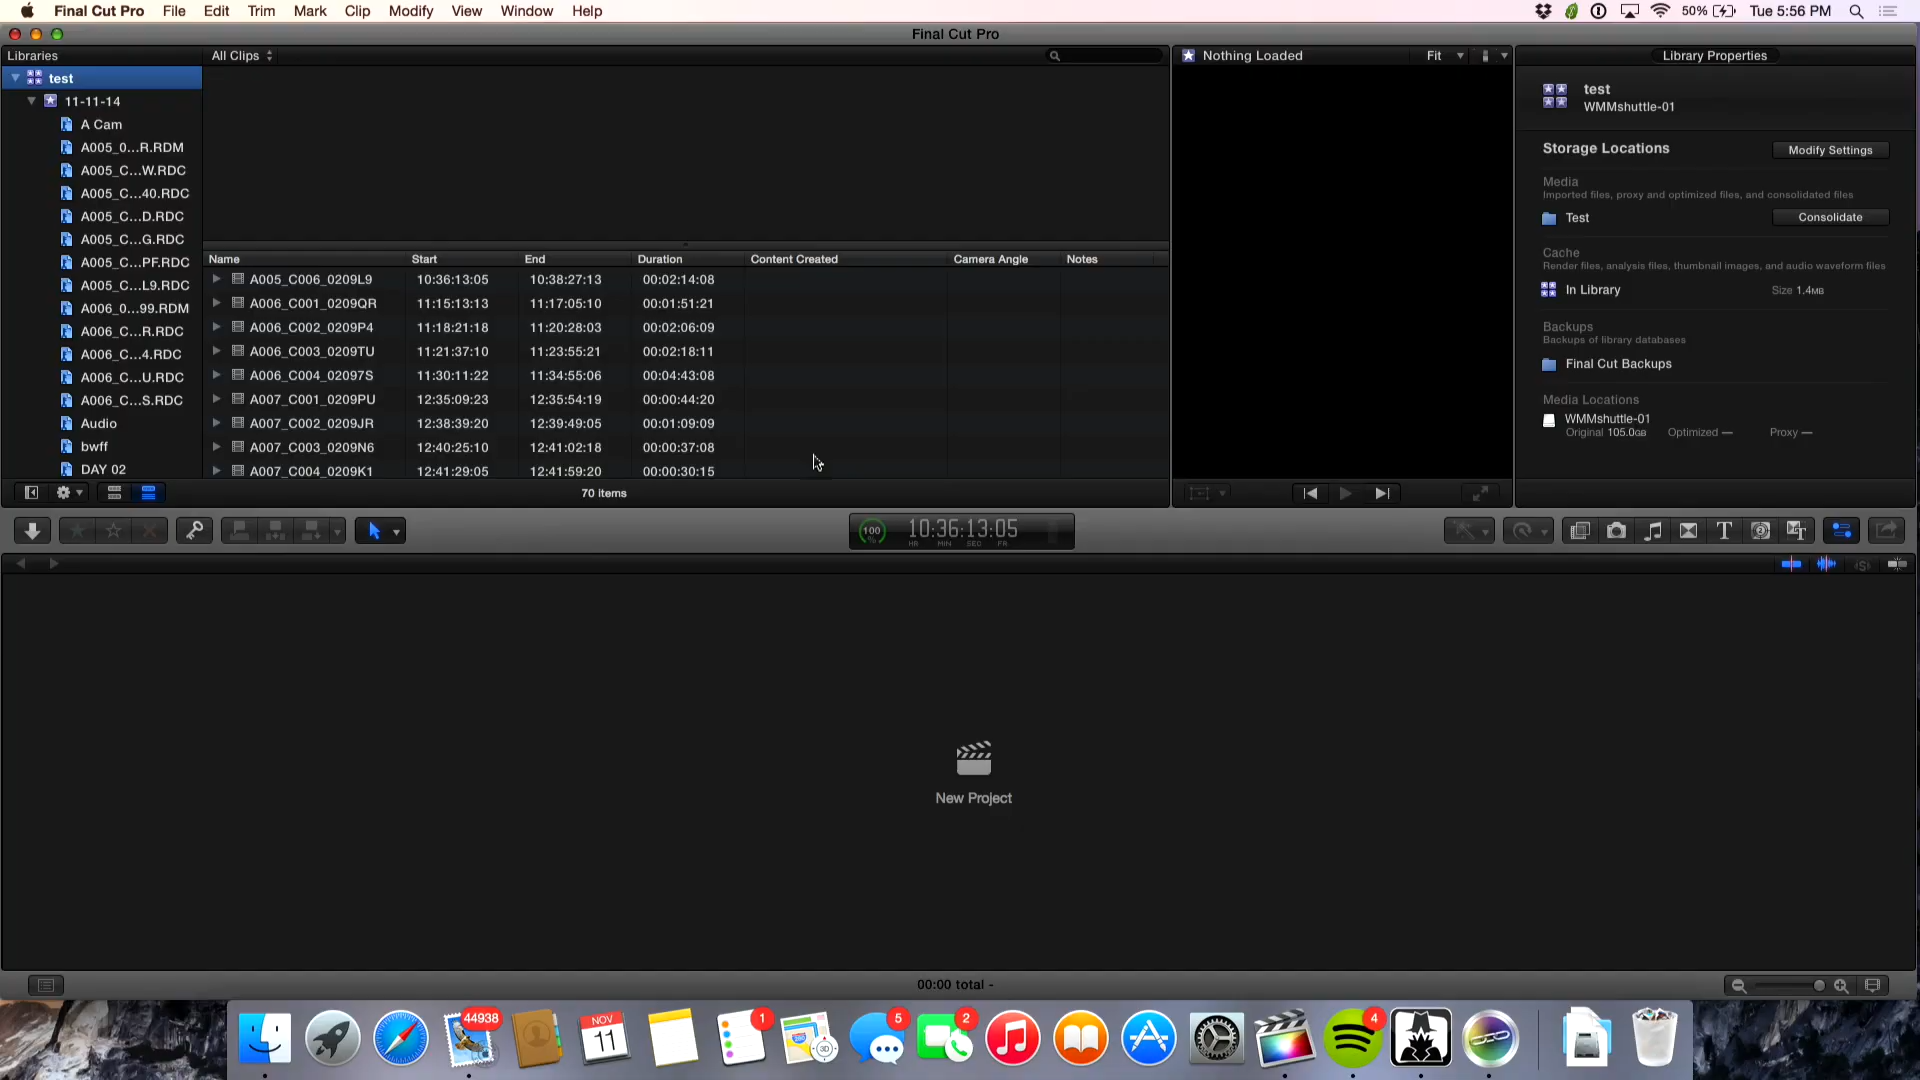 Final Cut Pro File Edit Trim Mark Clip Modify View Window Help 50% Tue 5:56 PM
Final Cut Pro
Libraries
All Clips
Nothing Loaded Fit
Library Properties
test
11-11-14
A Cam
A005_0...R.RDM
A005_C...W.RDC
A005_C...40.RDC
A005_C...D.RDC
A005_C...G.RDC
A005_C...PF.RDC
A005_C...L9.RDC
A006_0...99.RDM
A006_C...R.RDC
A006_C...4.RDC
A006_C...U.RDC
A006_C...S.RDC
Audio
bwff
DAY 02
Name Start End Duration Content Created Camera Angle Notes
A005_C006_0209L9 10:36:13:05 10:38:27:13 00:02:14:08
A006_C001_0209QR 11:15:13:13 11:17:05:10 00:01:51:21
A006_C002_0209P4 11:18:21:18 11:20:28:03 00:02:06:09
A006_C003_0209TU 11:21:37:10 11:23:55:21 00:02:18:11
A006_C004_02097S 11:30:11:22 11:34:55:06 00:04:43:08
A007_C001_0209PU 12:35:09:23 12:35:54:19 00:00:44:20
A007_C002_0209JR 12:38:39:20 12:39:49:05 00:01:09:09
A007_C003_0209N6 12:40:25:10 12:41:02:18 00:00:37:08
A007_C004_0209K1 12:41:29:05 12:41:59:20 00:00:30:15
70 items
test
WMMshuttle-01
Storage Locations Modify Settings
Media
Imported files, proxy and optimized files, and consolidated files
Test Consolidate
Cache
Render files, analysis files, thumbnail images, and audio waveform files
In Library Size 1.4MB
Backups
Backups of library databases
Final Cut Backups
Media Locations
WMMshuttle-01
Original 105.0GB Optimized — Proxy —
100 % 10:36:13:05
HR MIN SEC FR
New Project
00:00 total -
44938
NOV
11
1
3D
5
2
4